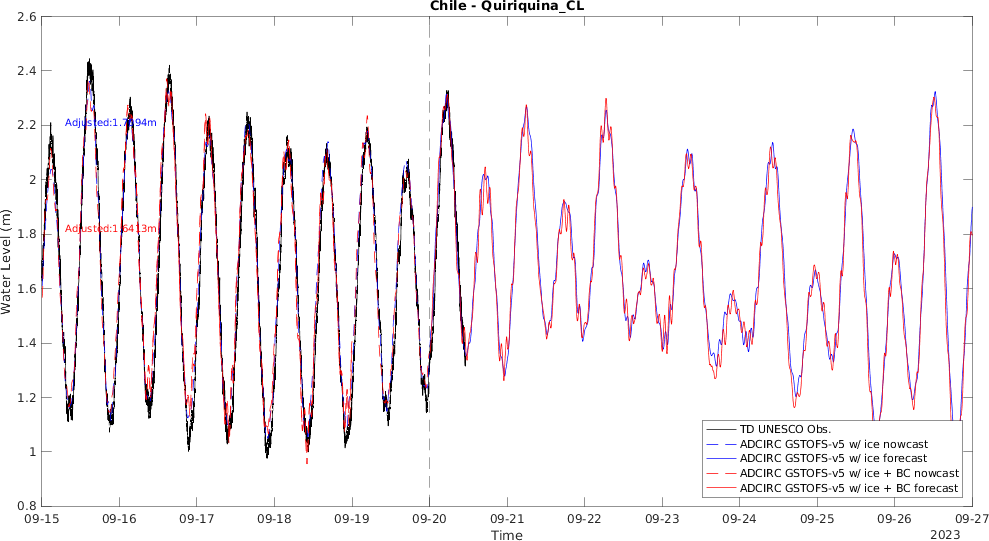 Chile - Quiriquina_CL
2.6
2.4
2.2
2
1.8
1.6
1.4
1.2
1
0.8
Water Level (m)
Adjusted:1.6413m
TD UNESCO Obs.
ADCIRC GSTOFS-v5 w/ ice nowcast
ADCIRC GSTOFS-v5 w/ ice forecast
ADCIRC GSTOFS-v5 w/ ice + BC nowcast
ADCIRC GSTOFS-v5 w/ ice + BC forecast
09-15 09-16 09-17 09-18 09-19 09-20 09-21 09-22 09-23 09-24 09-25 09-26 09-27
Time
2023